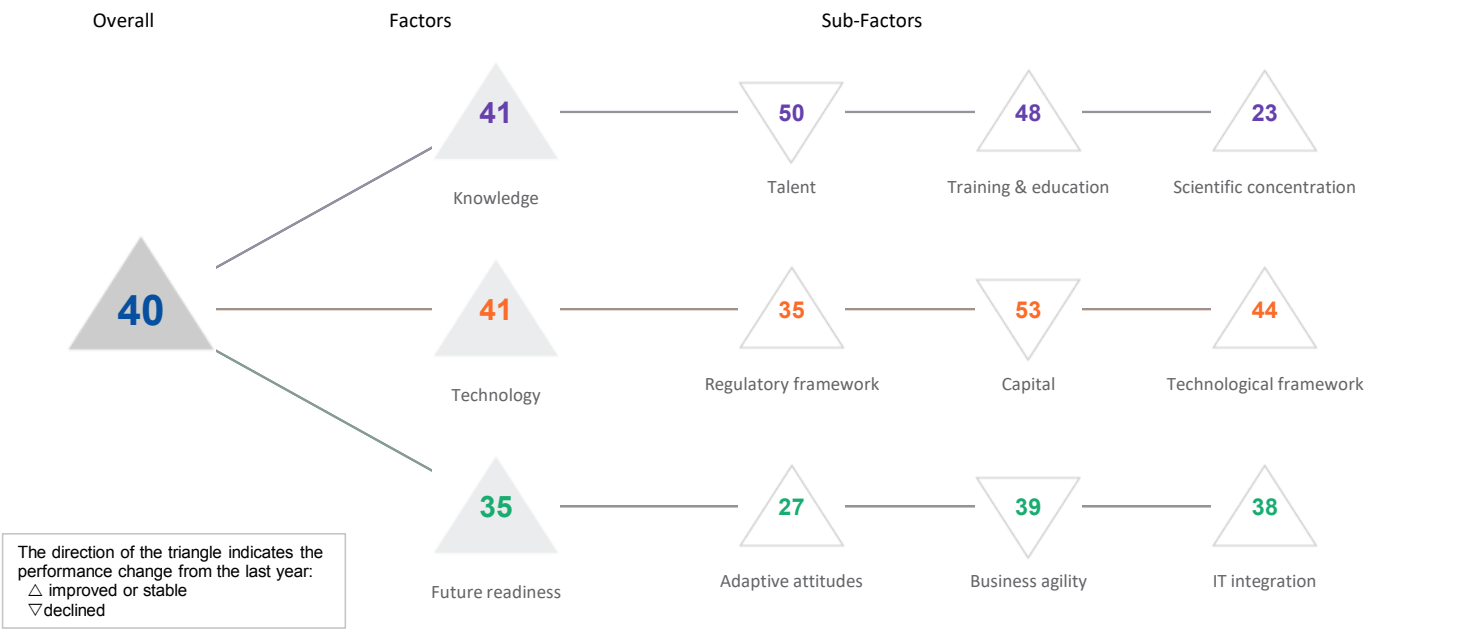 Overall Factors Sub-Factors
41 50 48 23
Knowledge Talent Training & education Scientific concentration
40 41 35 53 44
Technology Regulatory framework Capital Technological framework
35 27 39 38
Future readiness Adaptive attitudes Business agility IT integration
The direction of the triangle indicates the
performance change from the last year:
△ improved or stable
▽declined